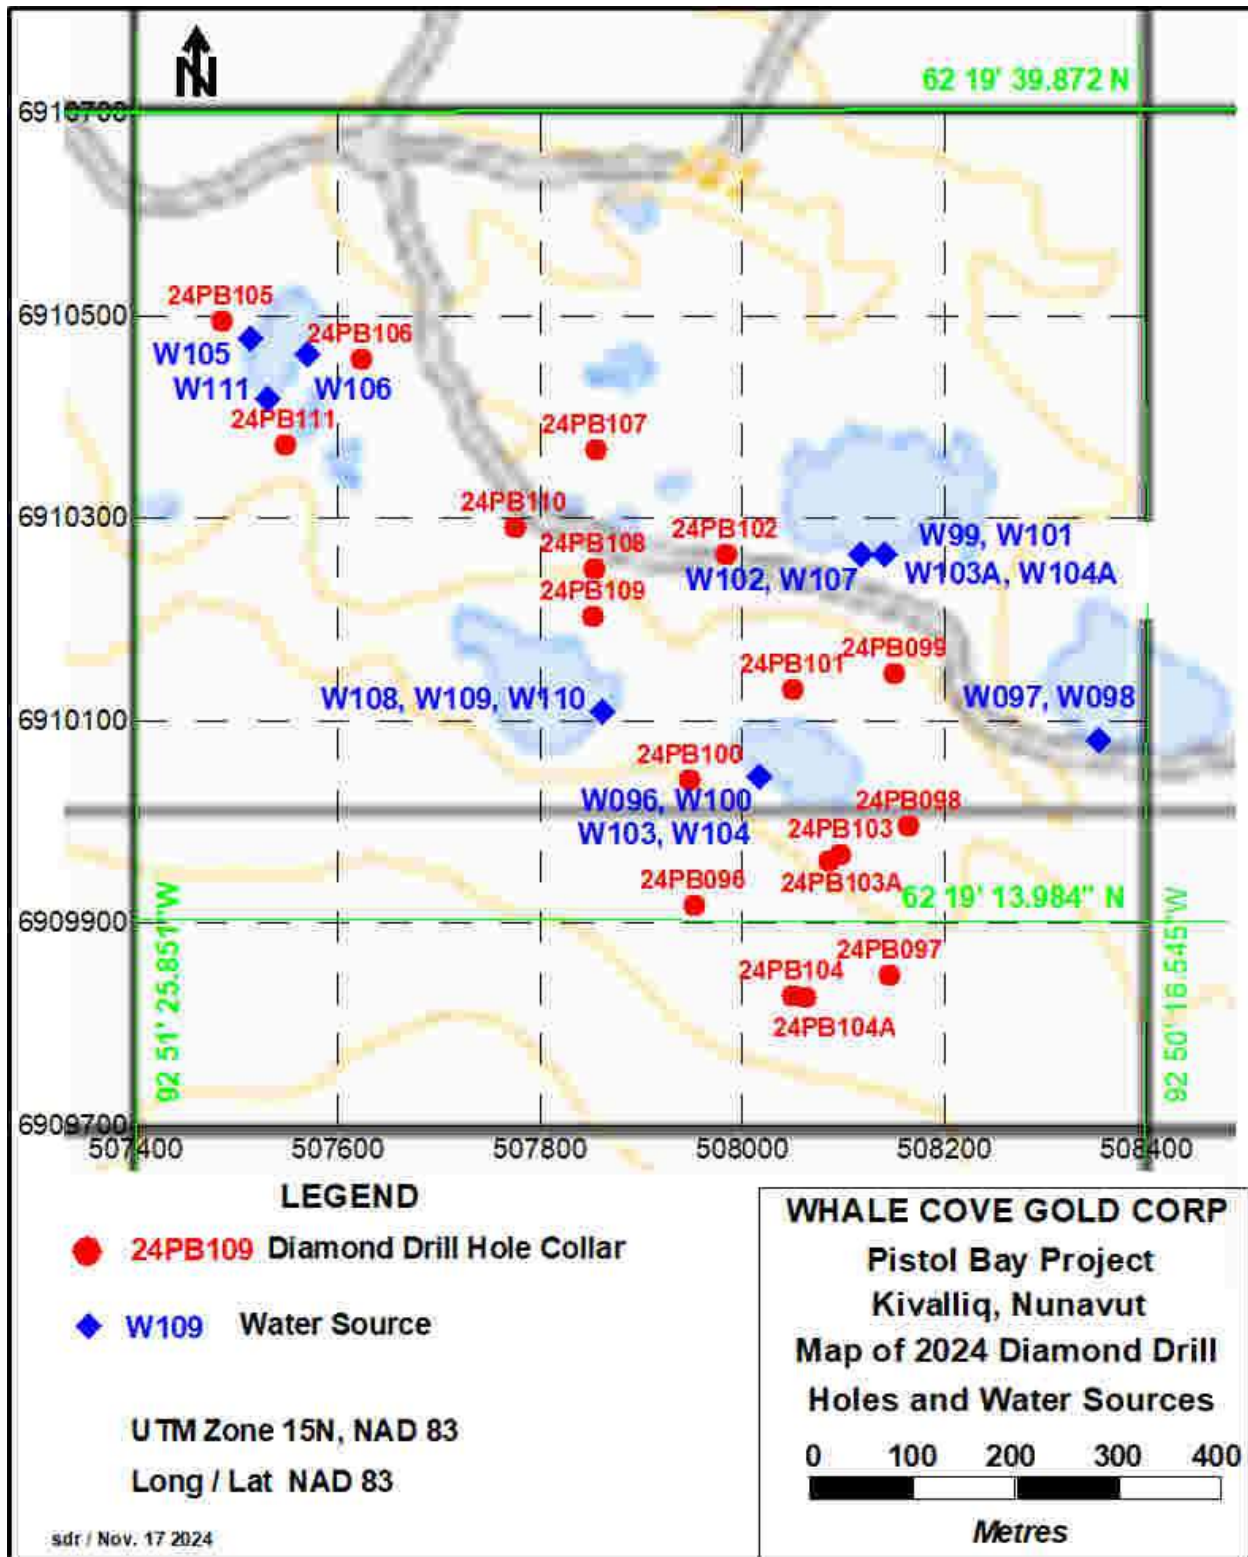 N
62 19' 39.872 N
6910700
24PB105
6910500
24PB106
W105
W106
W111
24PB111
24PB107
24PB110
6910300
24PB102
W99, W101
24PB108
W102, W107
W103A, W104A
24PB109
24PB101
24PB099
W108, W109, W110
W097, W098
6910100
24PB100
W096, W100
24PB098
W103, W104
24PB103
24PB096
24PB103A
62 19' 13.984" N
6909900
24PB097
24PB104
24PB104A
92 51' 25.851"W
92 50' 16.545"W
6909700
507400 507600 507800 508000 508200 508400
LEGEND
24PB109 Diamond Drill Hole Collar
W109 Water Source
UTM Zone 15N, NAD 83
Long / Lat NAD 83
sdr / Nov. 17 2024
WHALE COVE GOLD CORP
Pistol Bay Project
Kivalliq, Nunavut
Map of 2024 Diamond Drill
Holes and Water Sources
0 100 200 300 400
Metres